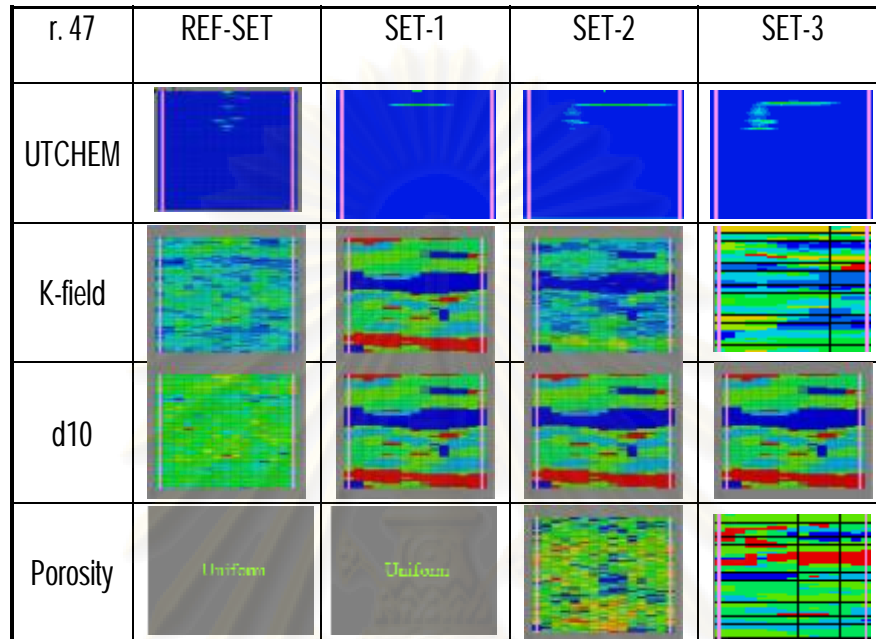 r. 47 REF-SET SET-1 SET-2 SET-3
UTCHEM
K-field
d10
Porosity Uniform Uniform